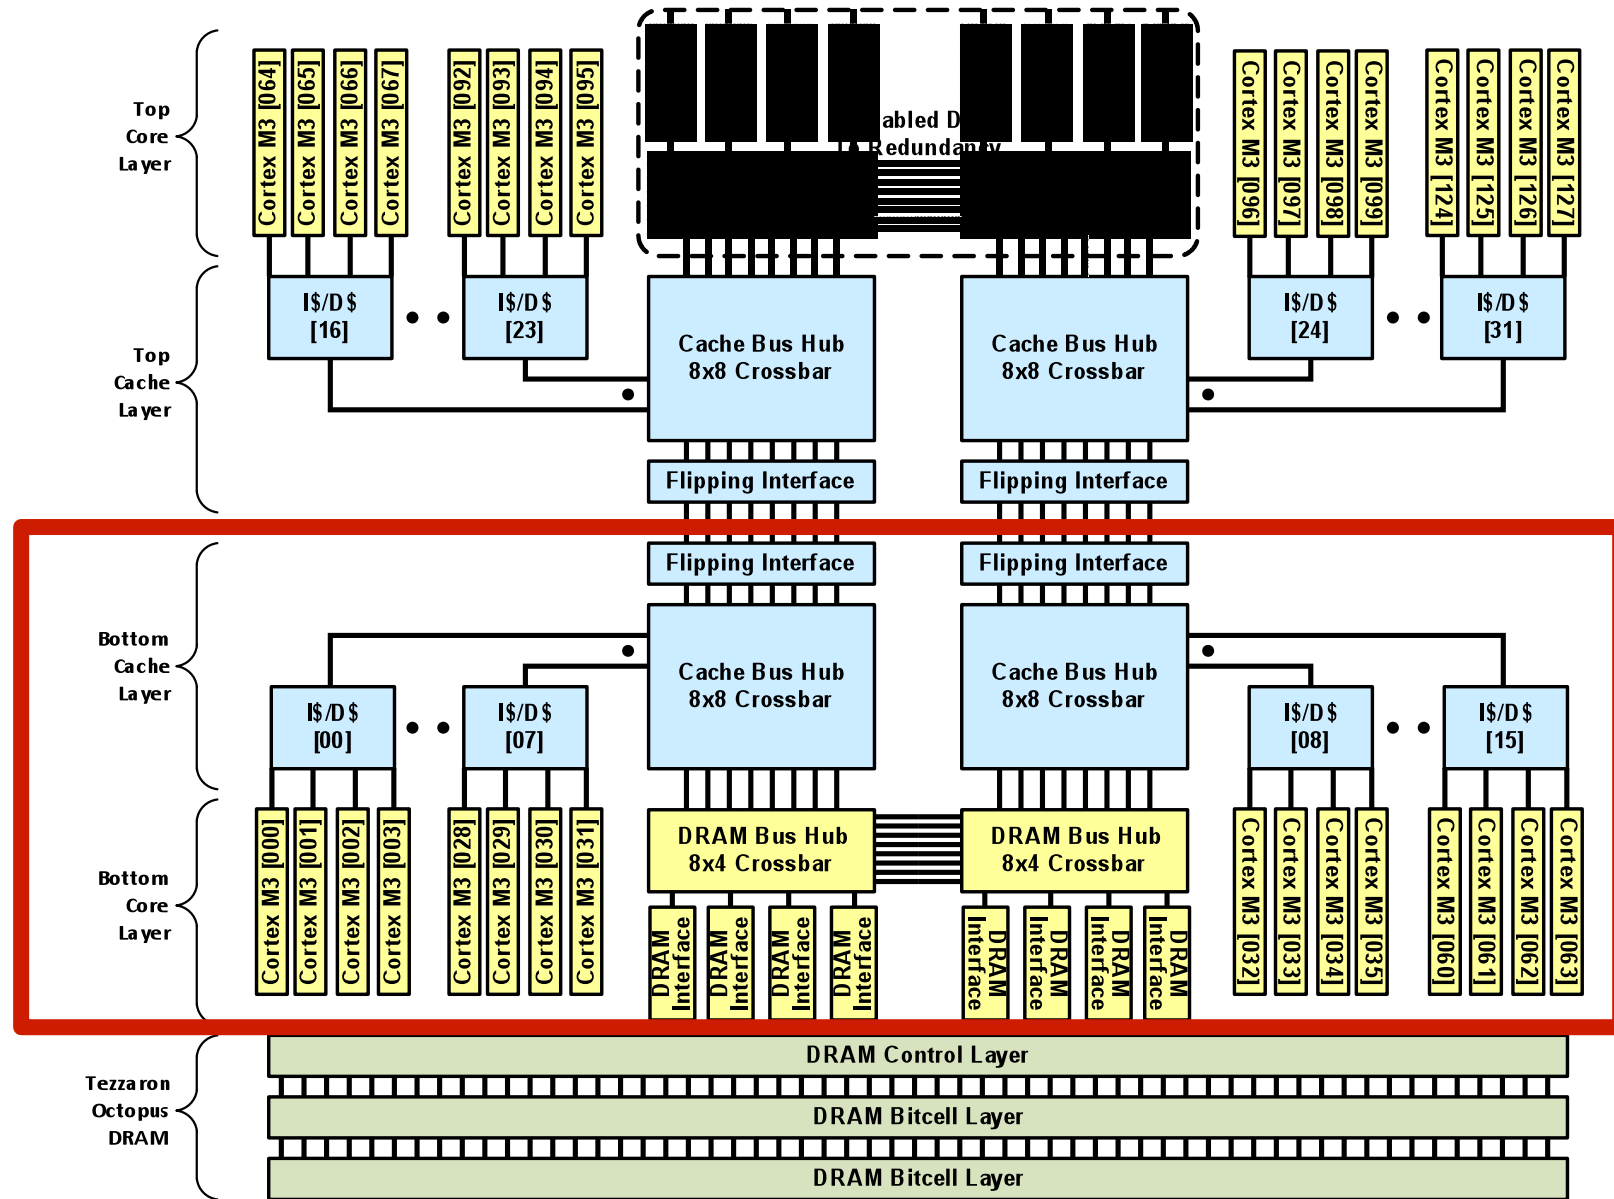 Top
Core
Layer
Cortex M3 [064]
Cortex M3 [065]
Cortex M3 [066]
Cortex M3 [067]
Cortex M3 [092]
Cortex M3 [093]
Cortex M3 [094]
Cortex M3 [095]
abled D
Redundancy
Cortex M3 [096]
Cortex M3 [097]
Cortex M3 [098]
Cortex M3 [099]
Cortex M3 [124]
Cortex M3 [125]
Cortex M3 [126]
Cortex M3 [127]
Top
Cache
Layer
I$/D$
[16]
I$/D$
[23]
Cache Bus Hub
8x8 Crossbar
Cache Bus Hub
8x8 Crossbar
I$/D$
[24]
I$/D$
[31]
Flipping Interface
Flipping Interface
Flipping Interface
Flipping Interface
Bottom
Cache
Layer
I$/D$
[00]
I$/D$
[07]
Cache Bus Hub
8x8 Crossbar
Cache Bus Hub
8x8 Crossbar
I$/D$
[08]
I$/D$
[15]
Bottom
Core
Layer
Cortex M3 [000]
Cortex M3 [001]
Cortex M3 [002]
Cortex M3 [003]
Cortex M3 [028]
Cortex M3 [029]
Cortex M3 [030]
Cortex M3 [031]
DRAM Bus Hub
8x4 Crossbar
DRAM Bus Hub
8x4 Crossbar
DRAM
Interface
DRAM
Interface
DRAM
Interface
DRAM
Interface
DRAM
Interface
DRAM
Interface
DRAM
Interface
DRAM
Interface
Cortex M3 [032]
Cortex M3 [033]
Cortex M3 [034]
Cortex M3 [035]
Cortex M3 [060]
Cortex M3 [061]
Cortex M3 [062]
Cortex M3 [063]
Tezzaron
Octopus
DRAM
DRAM Control Layer
DRAM Bitcell Layer
DRAM Bitcell Layer